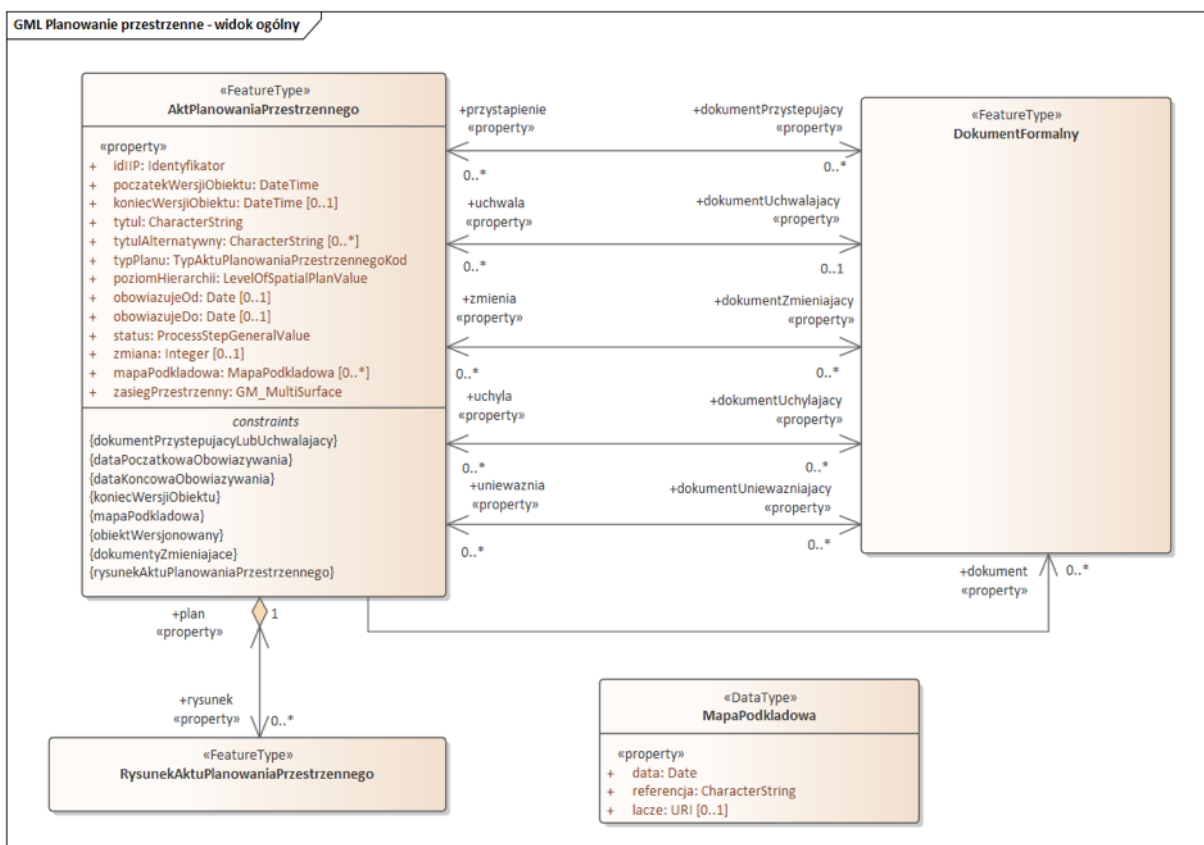 GML Planowanie przestrzenne - widok ogólny
«FeatureType»
AktPlanowaniaPrzestrzennego
«property»
+ idIIP: Identyfikator
+ poczatekWersjiObiektu: DateTime
+ koniecWersjiObiektu: DateTime [0..1]
+ tytul: CharacterString
+ tytulAlternatywny: CharacterString [0..*]
+ typPlanu: TypAktuPlanowaniaPrzestrzennegoKod
+ poziomHierarchii: LevelOfSpatialPlanValue
+ obowiazujeOd: Date [0..1]
+ obowiazujeDo: Date [0..1]
+ status: ProcessStepGeneralValue
+ zmiana: Integer [0..1]
+ mapaPodkladowa: MapaPodkladowa [0..*]
+ zasiegPrzestrzenny: GM_MultiSurface
constraints
{dokumentPrzystepujacyLubUchwalajacy}
{dataPoczatkowaObowiazywania}
{dataKoncowaObowiazywania}
{koniecWersjiObiektu}
{mapaPodkladowa}
{obiektWersjonowany}
{dokumentyZmieniajace}
{rysunekAktuPlanowaniaPrzestrzennego}
+przystapienie
«property»
0..*
+dokumentPrzystepujacy
«property»
0..*
+uchwala
«property»
0..*
+dokumentUchwalajacy
«property»
0..1
+zmienia
«property»
0..*
+dokumentZmieniajacy
«property»
0..*
+uchyla
«property»
0..*
+dokumentUchylajacy
«property»
0..*
+uniewaznia
«property»
0..*
+dokumentUniewazniajacy
«property»
0..*
«FeatureType»
DokumentFormalny
+dokument
«property»
0..*
+plan
«property»
1
+rysunek
«property»
0..*
«FeatureType»
RysunekAktuPlanowaniaPrzestrzennego
«DataType»
MapaPodkladowa
«property»
+ data: Date
+ referencja: CharacterString
+ lacze: URI [0..1]